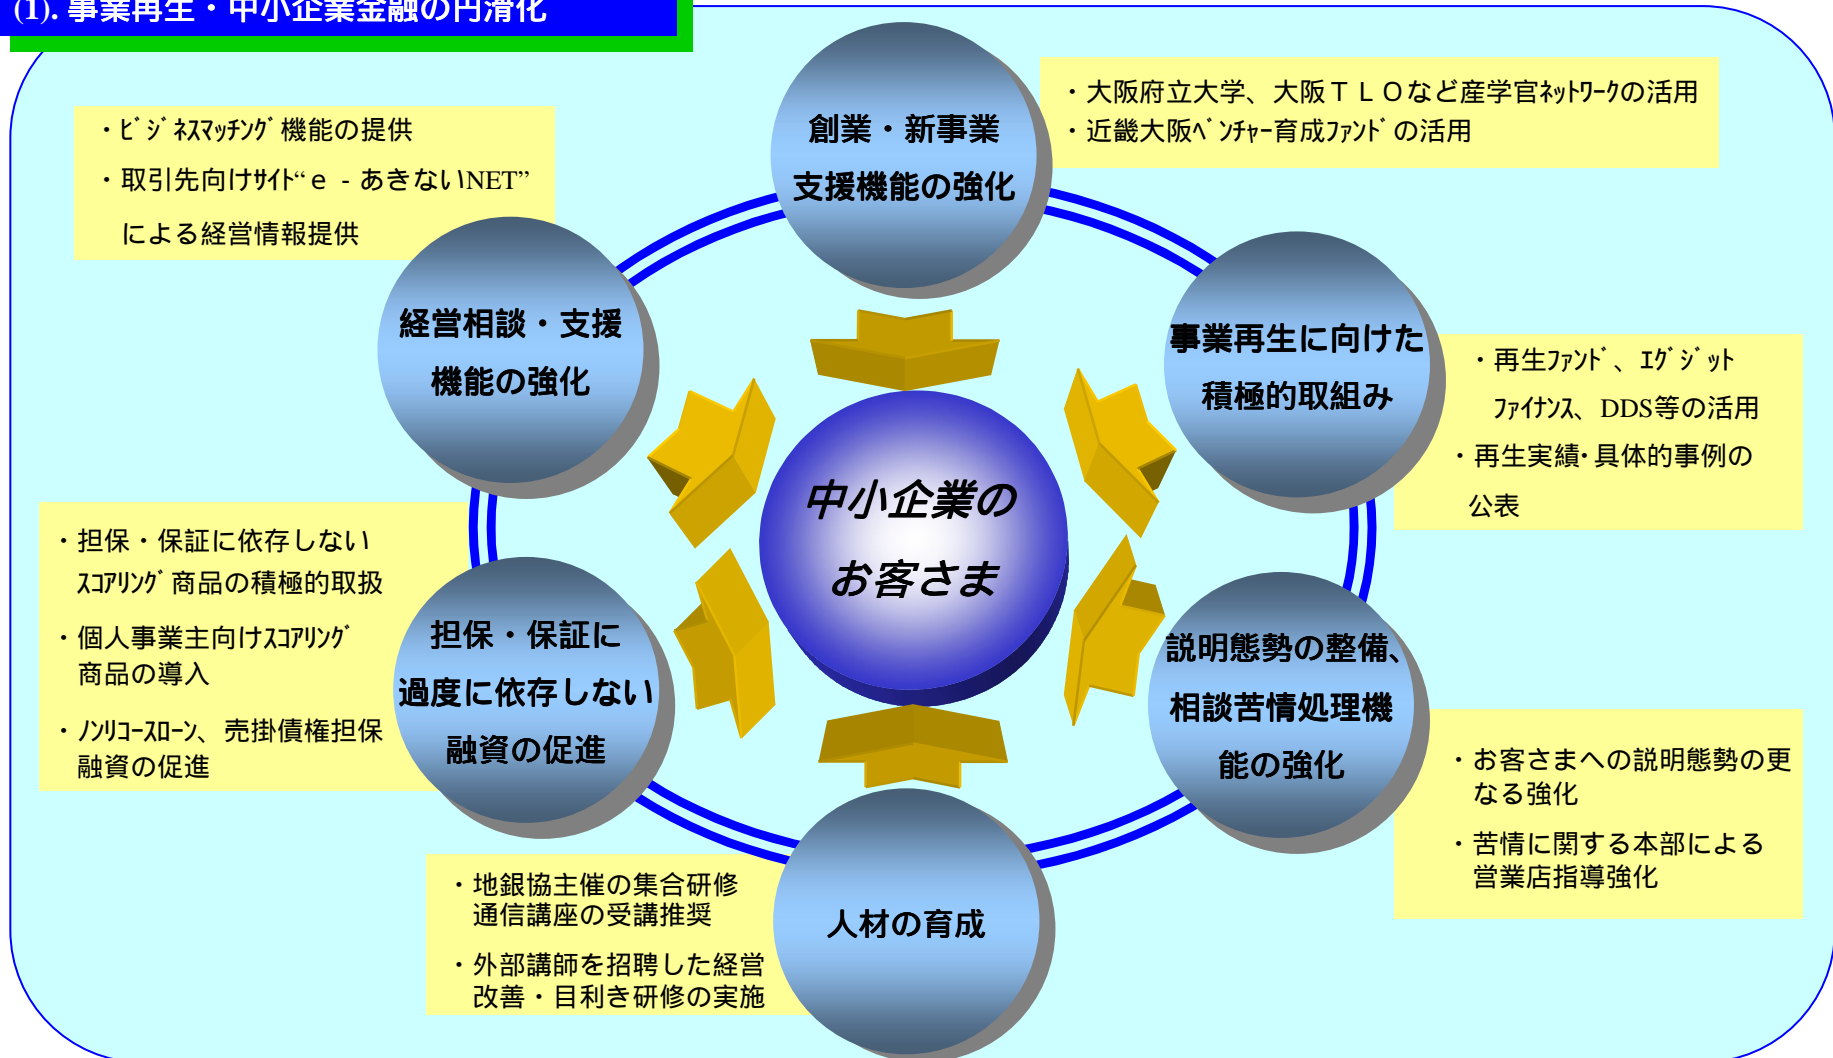 (1). 事業再生・中小企業金融の円滑化
創業・新事業
支援機能の強化
・大阪府立大学、大阪ＴＬＯなど産学官ﾈｯﾄﾜｰｸの活用
・近畿大阪ﾍﾞﾝﾁｬｰ育成ﾌｧﾝﾄﾞの活用
・ﾋﾞｼﾞﾈｽﾏｯﾁﾝｸﾞ機能の提供
・取引先向けｻｲﾄ“ｅ - あきないNET”
による経営情報提供
経営相談・支援
機能の強化
事業再生に向けた
積極的取組み
・再生ﾌｧﾝﾄﾞ、ｴｸﾞｼﾞｯﾄ
ﾌｧｲﾅﾝｽ、DDS等の活用
・再生実績･具体的事例の
公表
中小企業の
お客さま
・担保・保証に依存しない
ｽｺｱﾘﾝｸﾞ商品の積極的取扱
・個人事業主向けｽｺｱﾘﾝｸﾞ
商品の導入
・ﾉﾝﾘｺｰｽﾛｰﾝ、売掛債権担保
融資の促進
担保・保証に
過度に依存しない
融資の促進
説明態勢の整備、
相談苦情処理機
能の強化
・お客さまへの説明態勢の更
なる強化
・苦情に関する本部による
営業店指導強化
・地銀協主催の集合研修
通信講座の受講推奨
・外部講師を招聘した経営
改善・目利き研修の実施
人材の育成